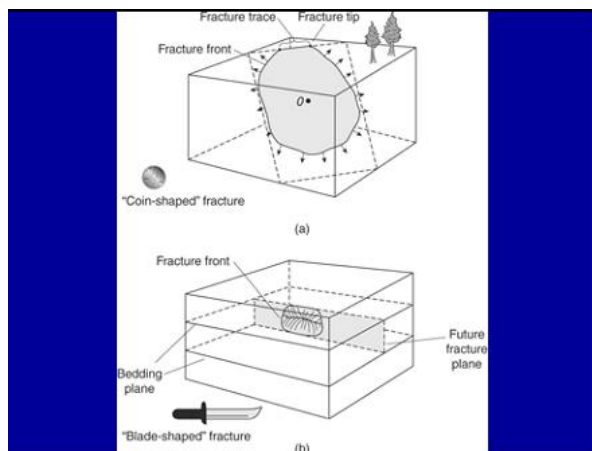 Fracture trace
Fracture tip
Fracture front
O
"Coin-shaped" fracture
(a)
Fracture front
Future
fracture
plane
Bedding
plane
"Blade-shaped" fracture
(b)